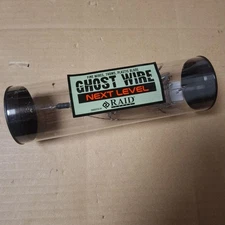 GHOST WIRE
NEXT LEVEL
RAID